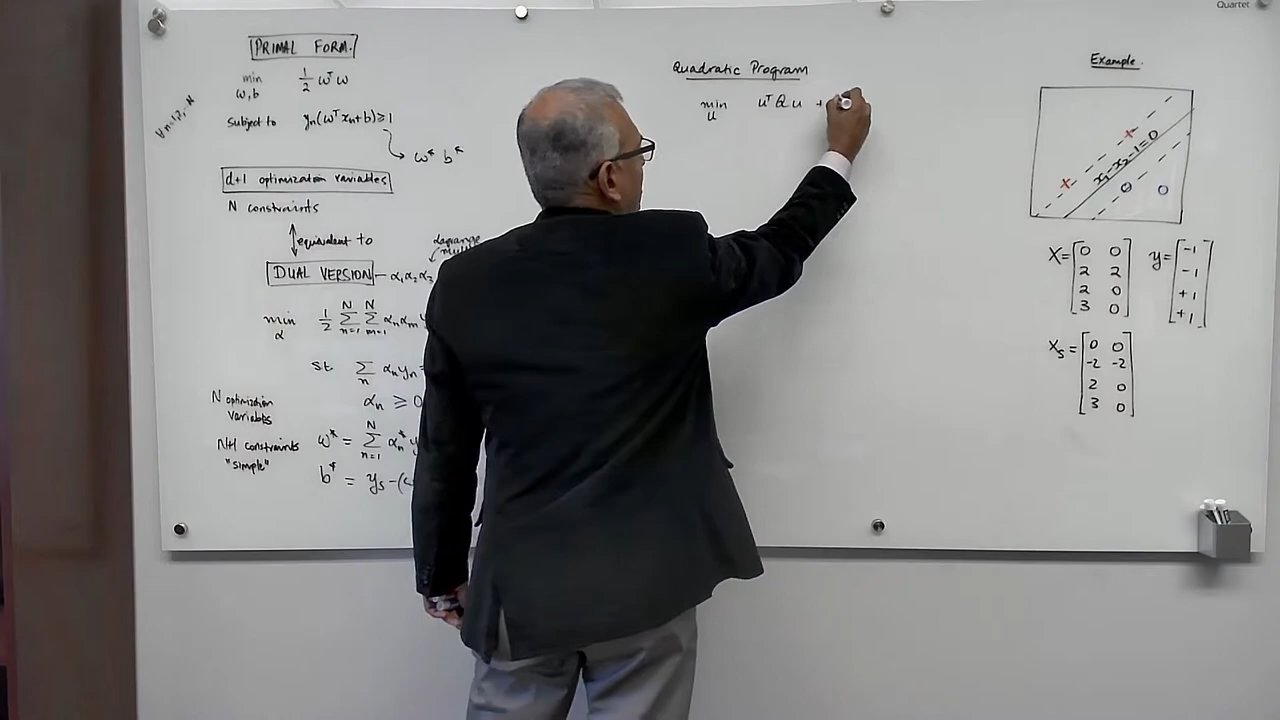 Quartet
PRIMAL FORM.
min ½ wᵀw
w,b
subject to yₙ(wᵀxₙ+b)≥1
w* b*
d+1 optimization variables
N constraints
equivalent to
Lagrange
DUAL VERSION – α₁α₂α₃
min ½ Σ Σ αₙαₘ
α N n=1 N m=1
st Σ αₙyₙ=
n
N optimization
variables
αₙ ≥0
N+1 constraints
"simple"
w* = Σ αₙ*
N n=1
b* = yₛ-(
Quadratic Program
min uᵀQu +
u
Example.
x₁-x₂-1=0
X= [0 0
2 2
2 0
3 0]
y= [-1
-1
+1
+1]
Xₛ= [0 0
-2 -2
2 0
3 0]